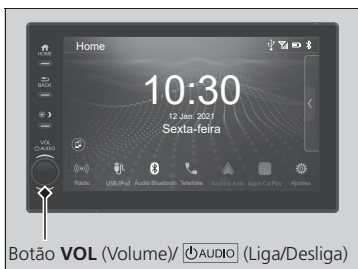 Home
HOME
BACK
VOL
AUDIO
10:30
12 Jan. 2021
Sexta-feira
Rádio
USB/iPod
Áudio Bluetooth
Telefone
Android Auto
Apple CarPlay
Ajustes
Botão VOL (Volume)/ AUDIO (Liga/Desliga)